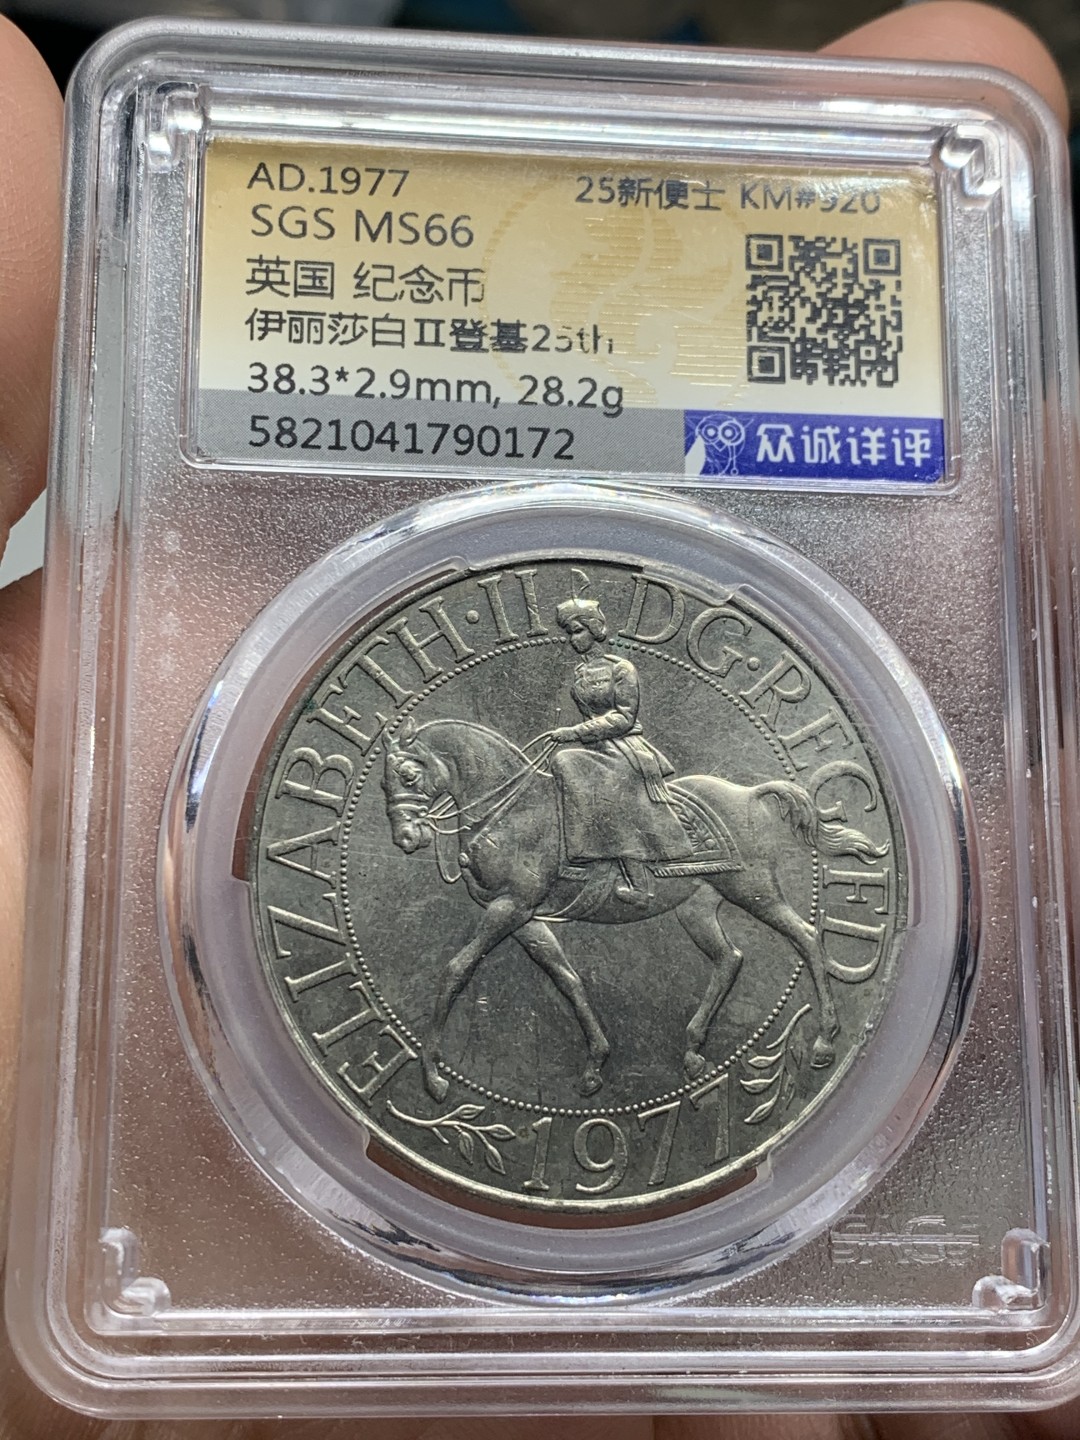 AD.1977
25新便士 KM#920
SGS MS66
英国 纪念币
伊丽莎白II登基25th
38.3*2.9mm, 28.2g
5821041790172
众诚详评
ELIZABETH·II DG·REG FD
1977